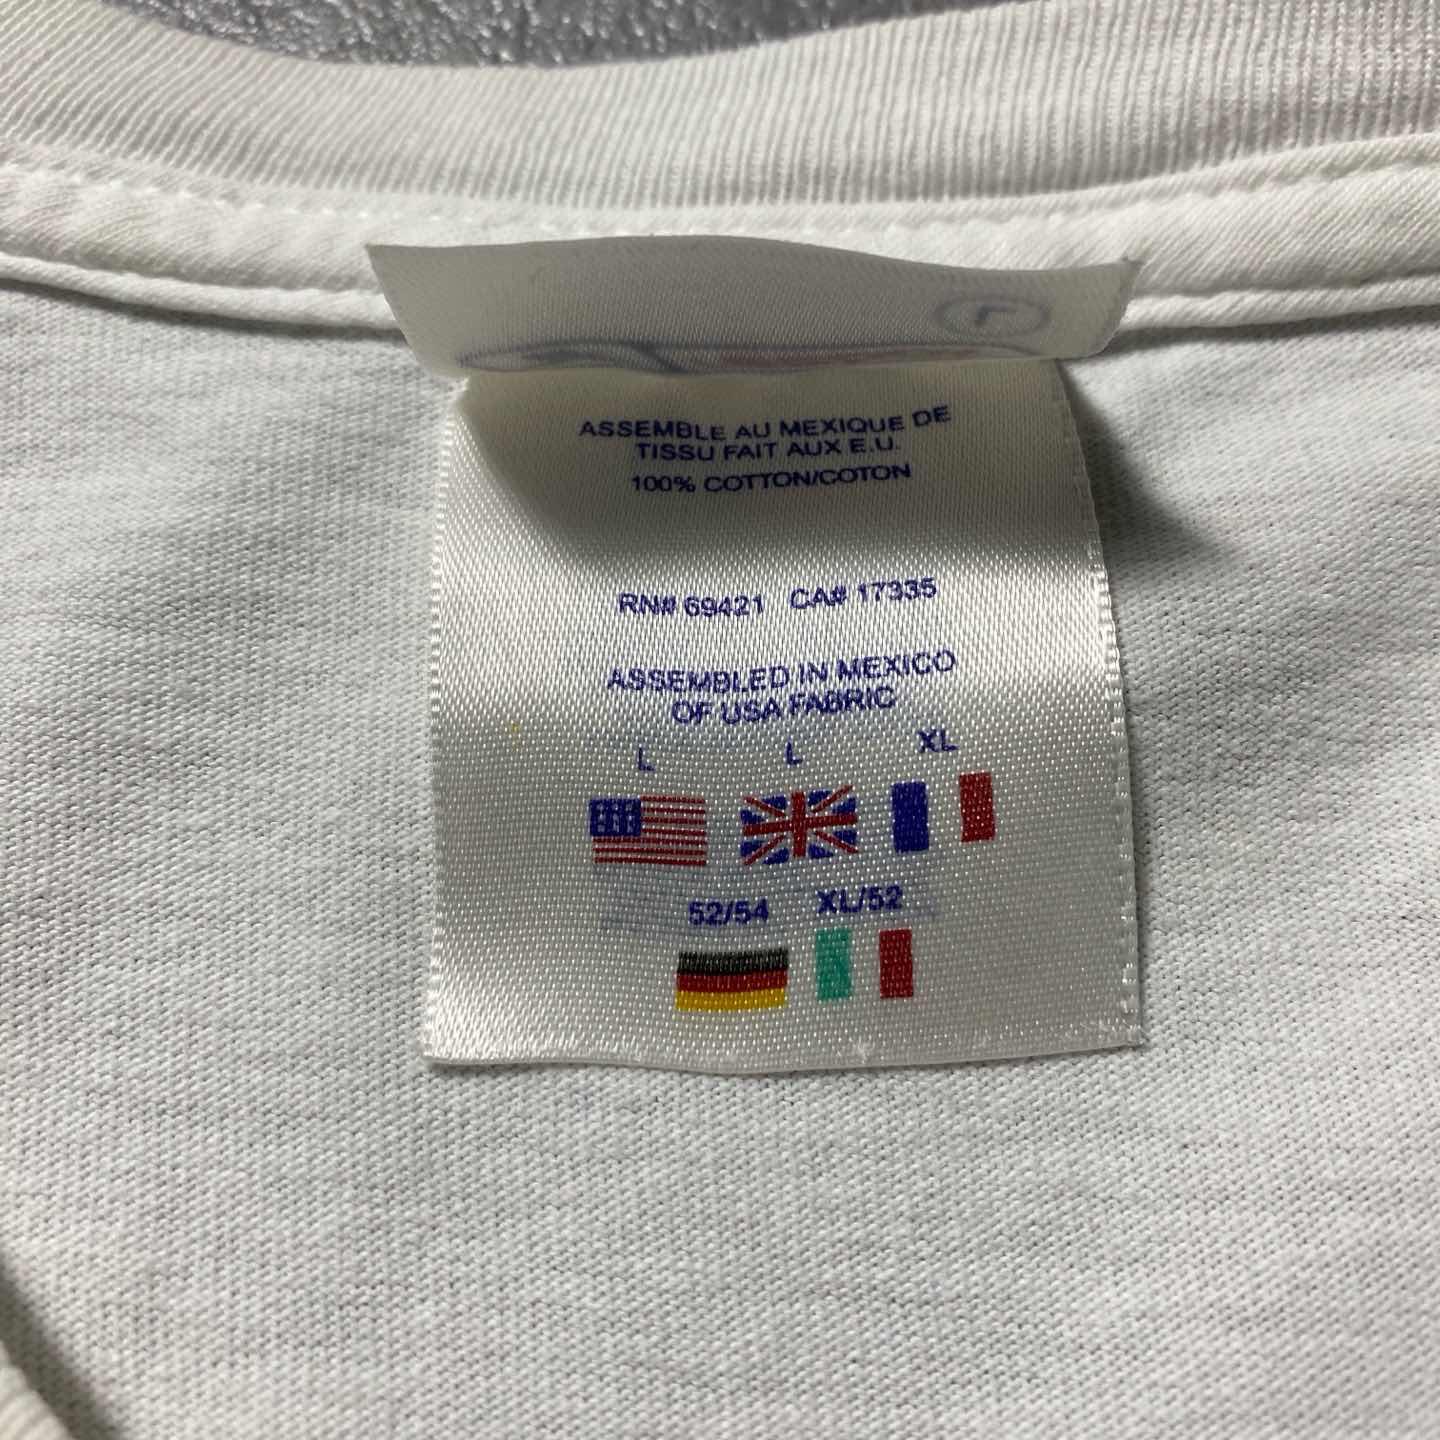 L
ASSEMBLE AU MEXIQUE DE
TISSU FAIT AUX E.U.
100% COTTON/COTON
RN# 69421 CA# 17335
ASSEMBLED IN MEXICO
OF USA FABRIC
L L XL
52/54 XL/52